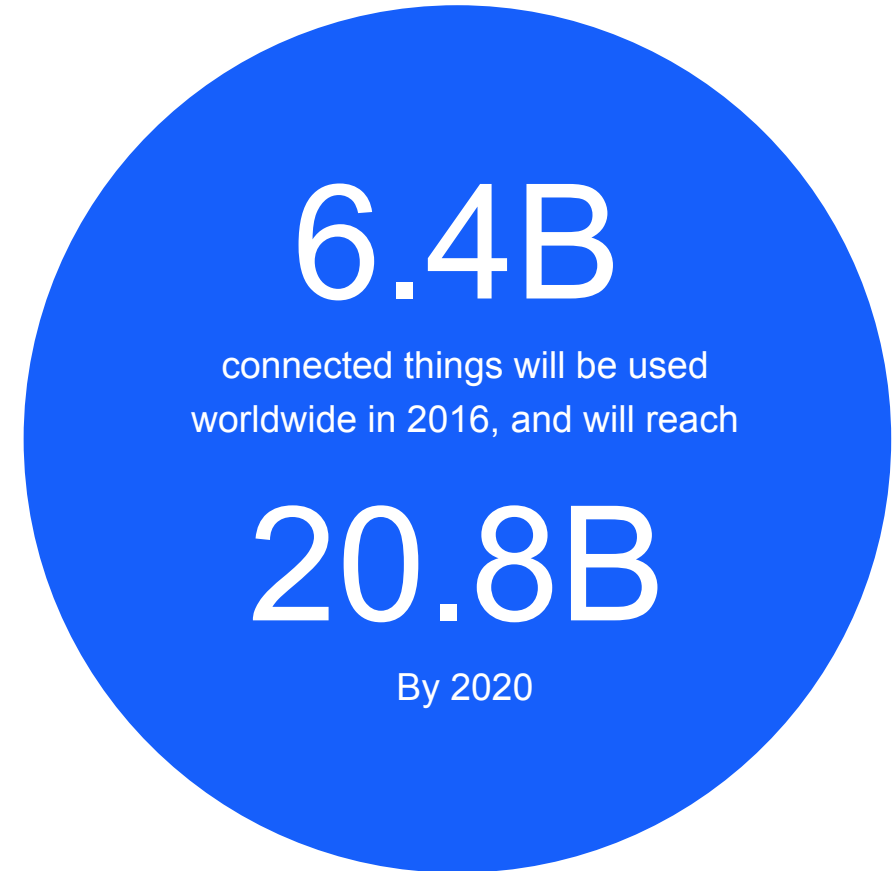 6.4B
connected things will be used
worldwide in 2016, and will reach
20.8B
By 2020